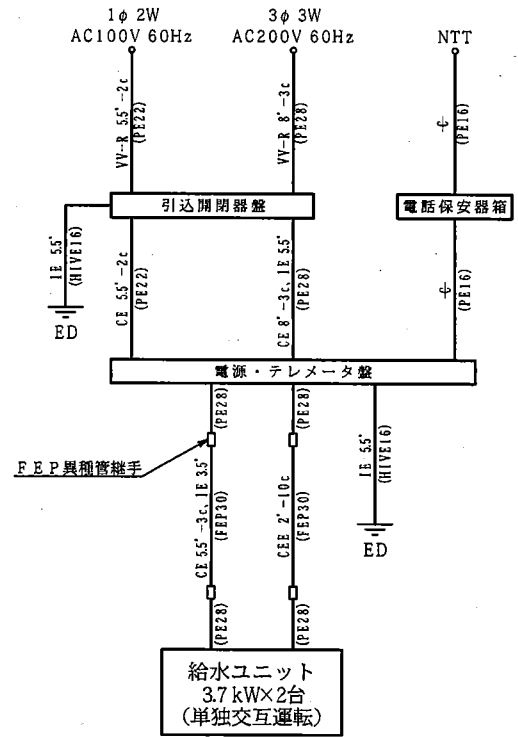 1φ 2W
AC100V 60Hz
3φ 3W
AC200V 60Hz
NTT
VV-R 5.5°-2c
(PE22)
VV-R 8°-3c
(PE28)
(PE16)
引込開閉器盤
電話保安器箱
IE 5.5°
(HIVE16)
ED
CE 5.5°-2c
(PE22)
CE 8°-3c, IE 5.5°
(PE28)
(PE16)
電源・テレメータ盤
(PE28)
(PE28)
FEP異種管継手
CE 5.5°-3c, IE 3.5°
(FEP30)
CEE 2°-10c
(FEP30)
IE 5.5°
(HIVE16)
ED
(PE28)
(PE28)
給水ユニット
3.7kW×2台
(単独交互運転)